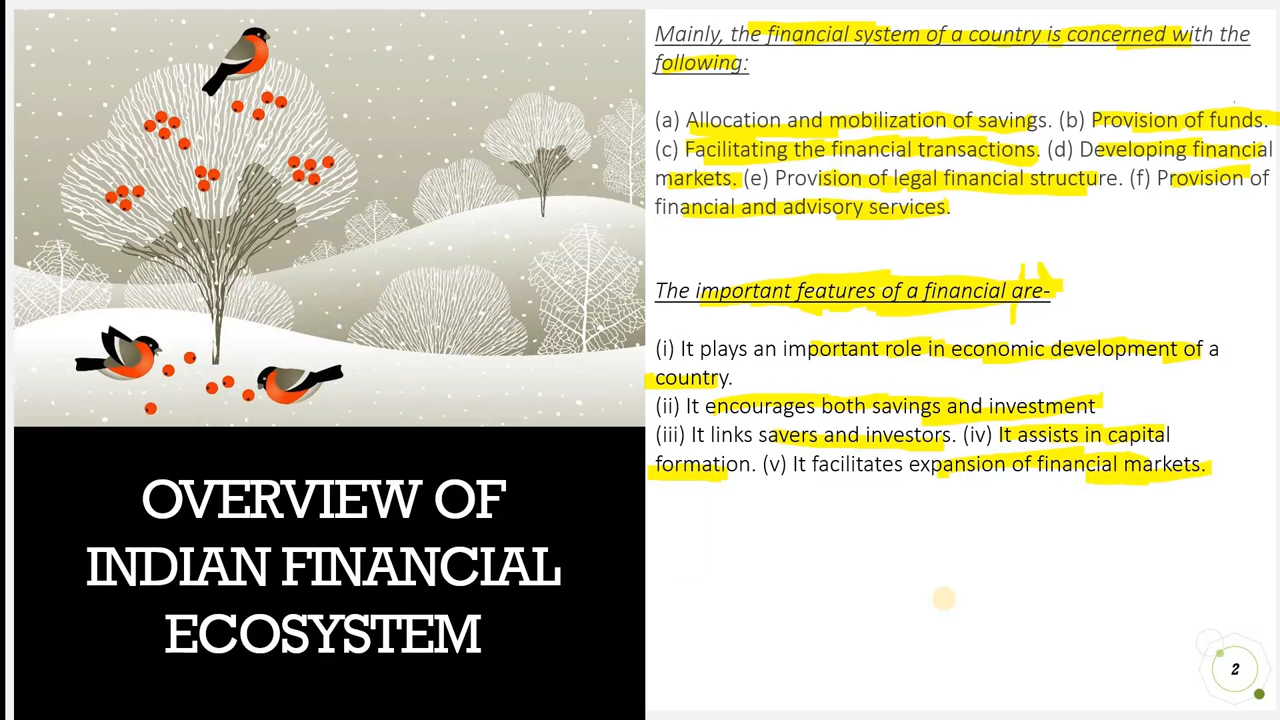 OVERVIEW OF
INDIAN FINANCIAL
ECOSYSTEM
Mainly, the financial system of a country is concerned with the
following:
(a) Allocation and mobilization of savings. (b) Provision of funds.
(c) Facilitating the financial transactions. (d) Developing financial
markets. (e) Provision of legal financial structure. (f) Provision of
financial and advisory services.
The important features of a financial are-
(i) It plays an important role in economic development of a
country.
(ii) It encourages both savings and investment
(iii) It links savers and investors. (iv) It assists in capital
formation. (v) It facilitates expansion of financial markets.
2